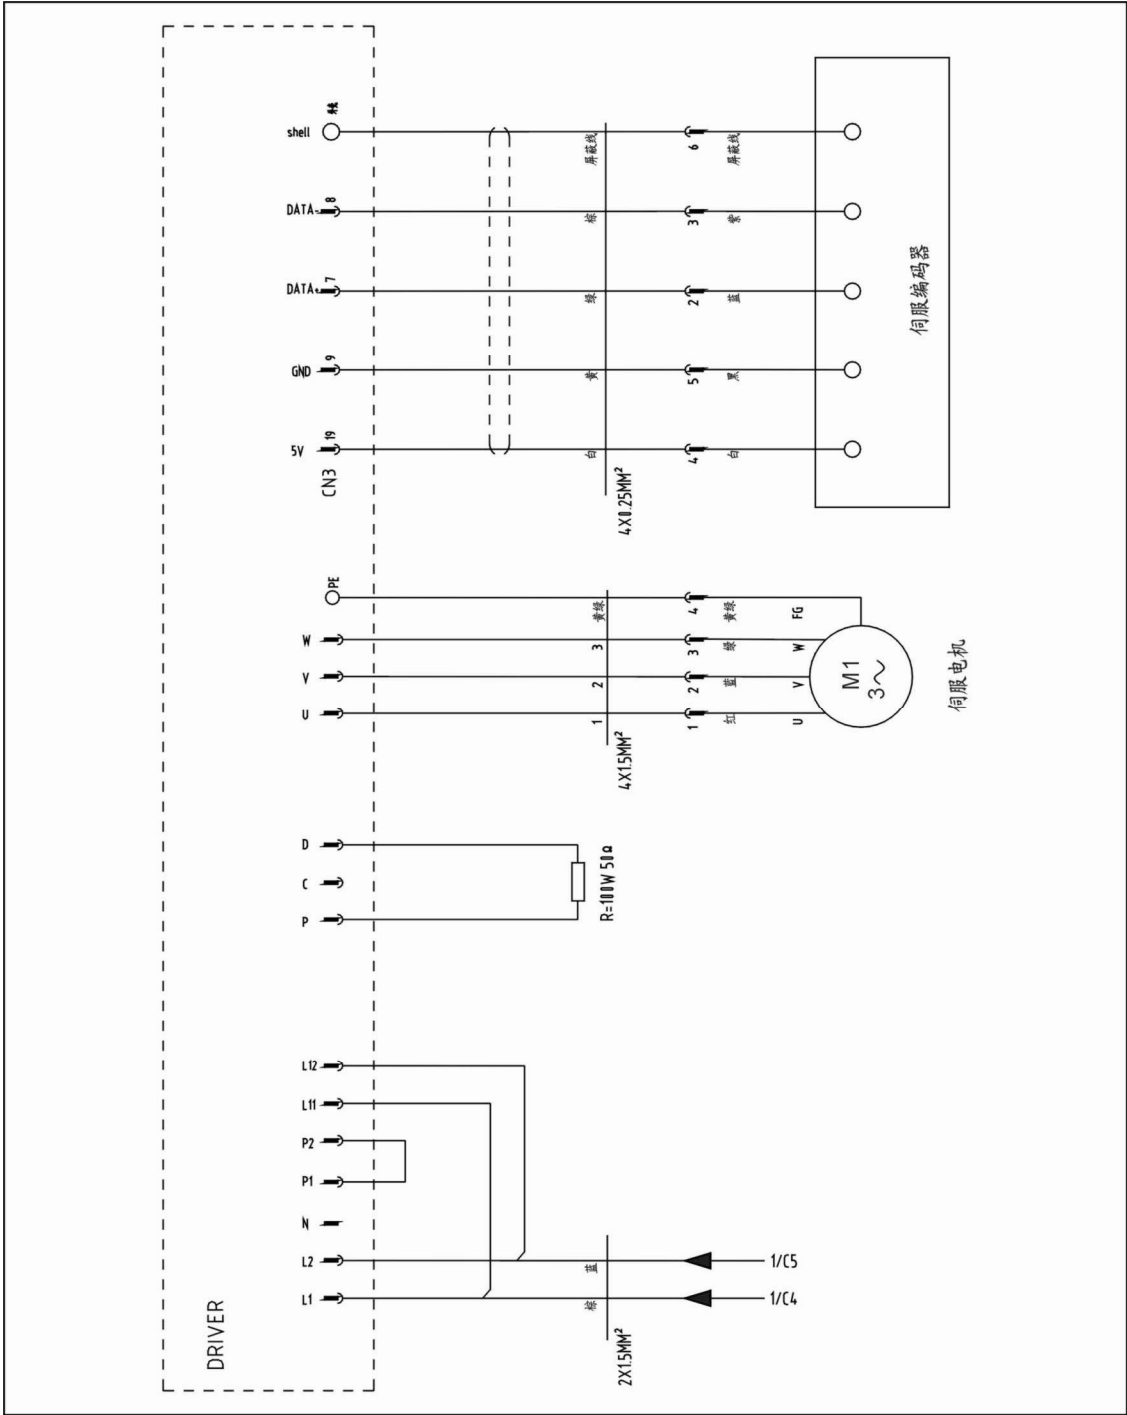 shell
屏蔽线
6
屏蔽线
DATA-
8
棕
3
紫
DATA+
7
绿
2
蓝
GND
9
黄
5
黑
5V
19
白
4
白
CN3
4X0.25MM²
伺服编码器
PE
黄绿
4
黄绿
FG
W
3
3
绿
W
V
2
2
蓝
V
U
1
1
红
U
M1
3～
伺服电机
4X1.5MM²
D
C
P
R=100W 50Ω
L12
L11
P2
P1
N
L2
蓝
1/C5
L1
棕
1/C4
2X1.5MM²
DRIVER